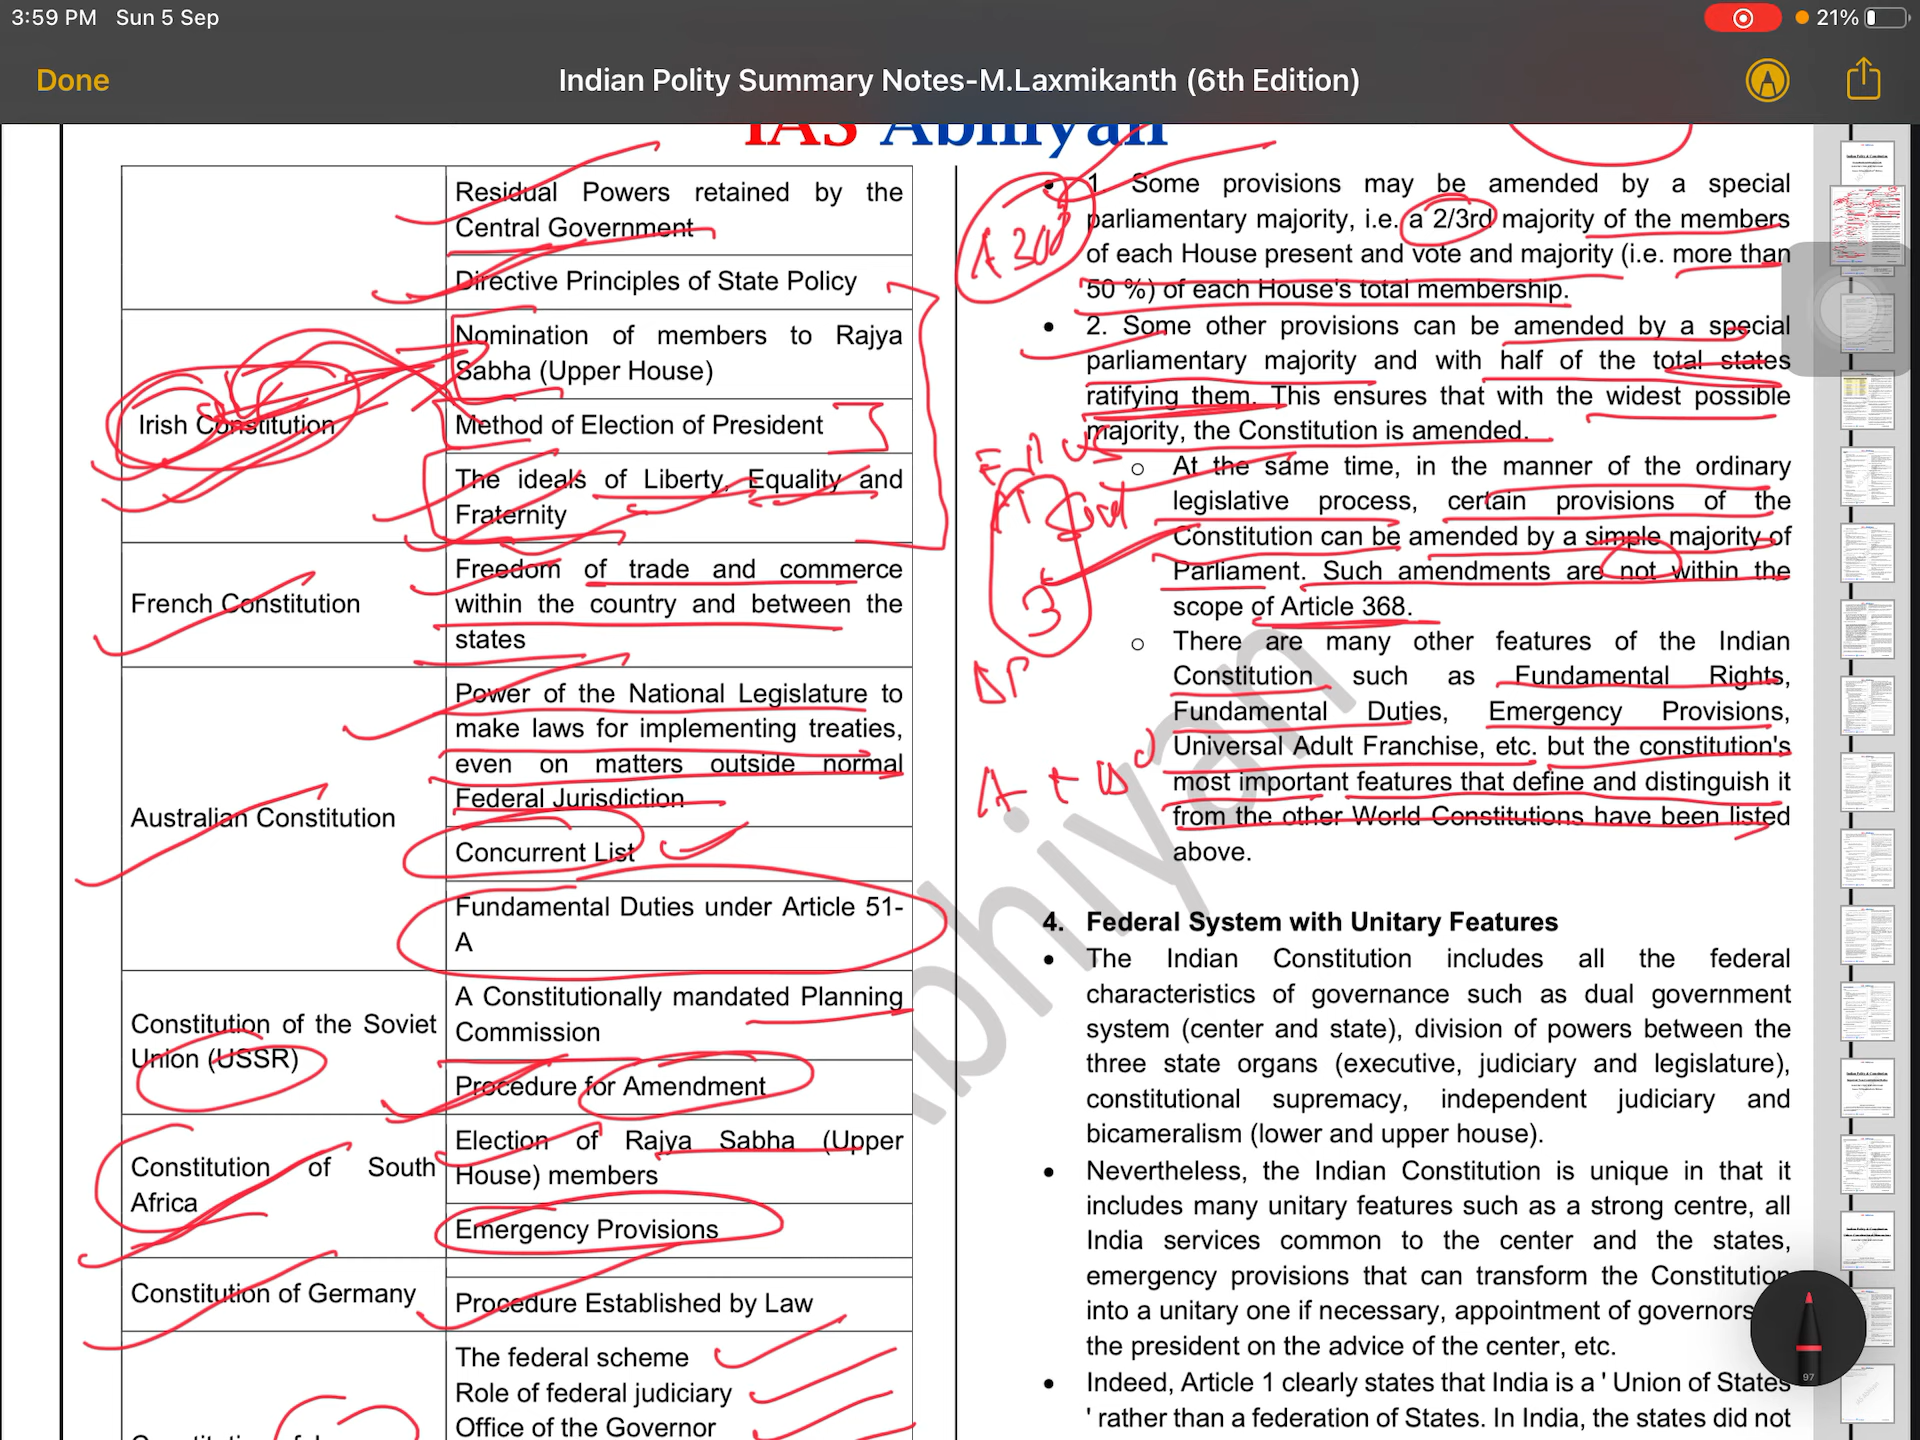 3:59 PM Sun 5 Sep
21%
Done
Indian Polity Summary Notes-M.Laxmikanth (6th Edition)
IAS Abhiyan
Residual Powers retained by the
Central Government
Directive Principles of State Policy
Nomination of members to Rajya
Sabha (Upper House)
Irish Constitution
Method of Election of President
The ideals of Liberty, Equality and
Fraternity
French Constitution
Freedom of trade and commerce
within the country and between the
states
Australian Constitution
Power of the National Legislature to
make laws for implementing treaties,
even on matters outside normal
Federal Jurisdiction
Concurrent List
Fundamental Duties under Article 51-
A
Constitution of the Soviet
Union (USSR)
A Constitutionally mandated Planning
Commission
Procedure for Amendment
Constitution of South
Africa
Election of Rajya Sabha (Upper
House) members
Emergency Provisions
Constitution of Germany
Procedure Established by Law
The federal scheme
Role of federal judiciary
Office of the Governor
• 1 Some provisions may be amended by a special
parliamentary majority, i.e. a 2/3rd majority of the members
of each House present and vote and majority (i.e. more than
50 %) of each House's total membership.
• 2. Some other provisions can be amended by a special
parliamentary majority and with half of the total states
ratifying them. This ensures that with the widest possible
majority, the Constitution is amended.
o At the same time, in the manner of the ordinary
legislative process, certain provisions of the
Constitution can be amended by a simple majority of
Parliament. Such amendments are not within the
scope of Article 368.
o There are many other features of the Indian
Constitution such as Fundamental Rights,
Fundamental Duties, Emergency Provisions,
Universal Adult Franchise, etc. but the constitution's
most important features that define and distinguish it
from the other World Constitutions have been listed
above.
3
4. Federal System with Unitary Features
• The Indian Constitution includes all the federal
characteristics of governance such as dual government
system (center and state), division of powers between the
three state organs (executive, judiciary and legislature),
constitutional supremacy, independent judiciary and
bicameralism (lower and upper house).
• Nevertheless, the Indian Constitution is unique in that it
includes many unitary features such as a strong centre, all
India services common to the center and the states,
emergency provisions that can transform the Constitution
into a unitary one if necessary, appointment of governors
the president on the advice of the center, etc.
• Indeed, Article 1 clearly states that India is a ' Union of States
' rather than a federation of States. In India, the states did not
97